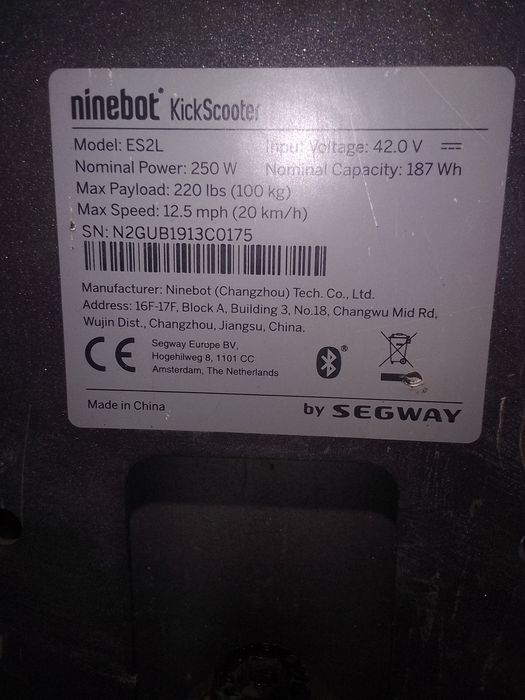 ninebot KickScooter
Model: ES2L Input Voltage: 42.0 V
Nominal Power: 250 W Nominal Capacity: 187 Wh
Max Payload: 220 lbs (100 kg)
Max Speed: 12.5 mph (20 km/h)
SN: N2GUB1913C0175
Manufacturer: Ninebot (Changzhou) Tech. Co., Ltd.
Address: 16F-17F, Block A, Building 3, No.18, Changwu Mid Rd,
Wujin Dist., Changzhou, Jiangsu, China.
CE
Segway Europe BV,
Hogehilweg 8, 1101 CC
Amsterdam, The Netherlands
®
Made in China
by SEGWAY